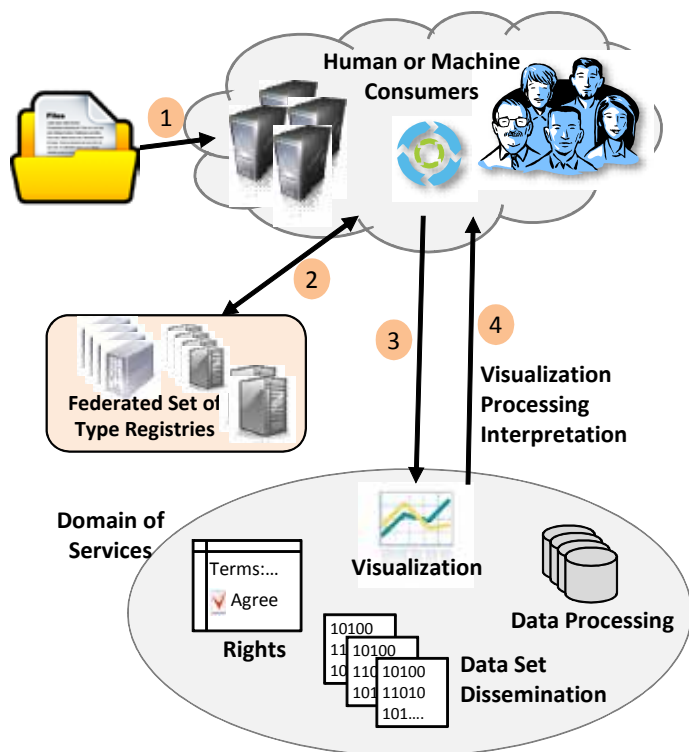 Human or Machine
Consumers
Files
1
2
3
4
Federated Set of
Type Registries
Visualization
Processing
Interpretation
Domain of
Services
Visualization
Terms:...
Agree
Rights
Data Processing
10100
10100
10100
11010
101....
Data Set
Dissemination